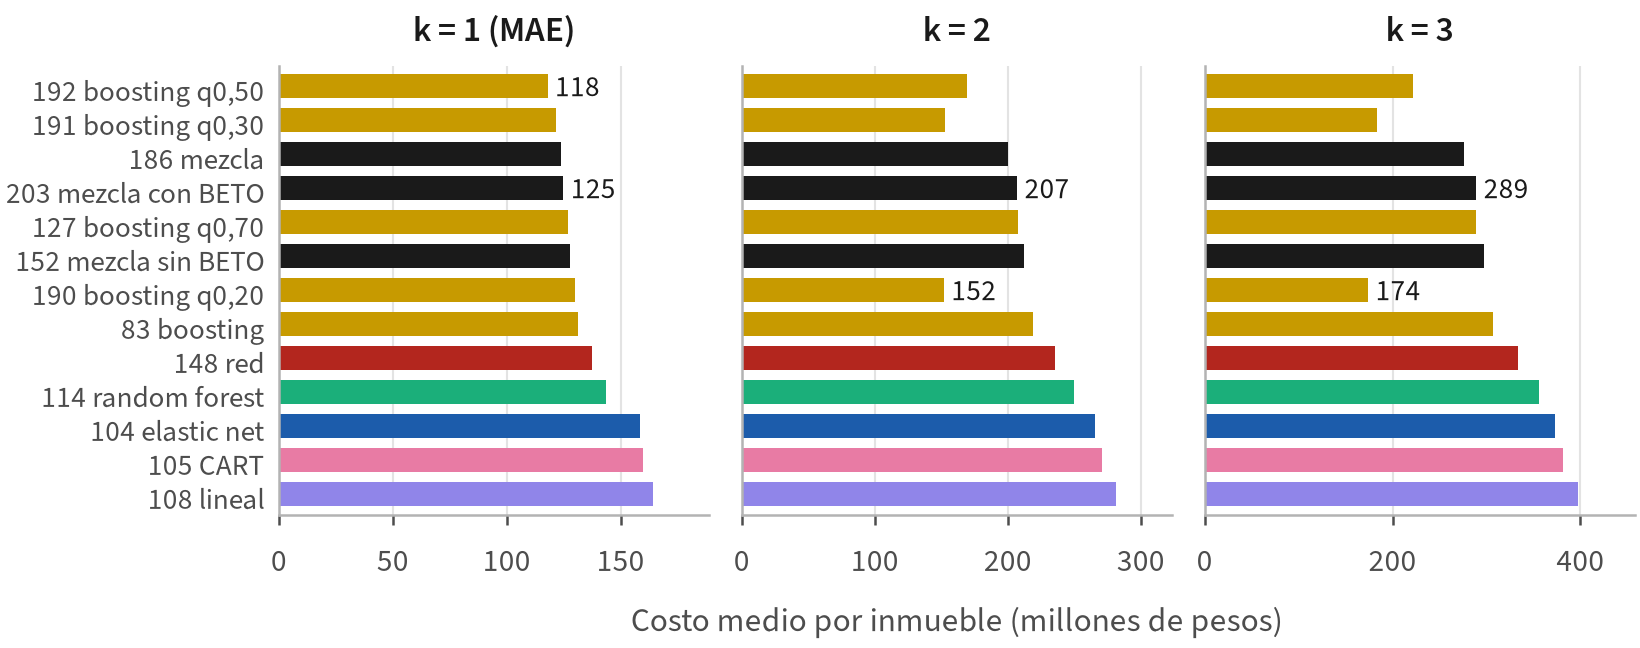 k = 1 (MAE)
k = 2
k = 3
192 boosting q0,50
118
191 boosting q0,30
186 mezcla
203 mezcla con BETO
125
207
289
127 boosting q0,70
152 mezcla sin BETO
190 boosting q0,20
152
174
83 boosting
148 red
114 random forest
104 elastic net
105 CART
108 lineal
0 50 100 150
0 100 200 300
0 200 400
Costo medio por inmueble (millones de pesos)